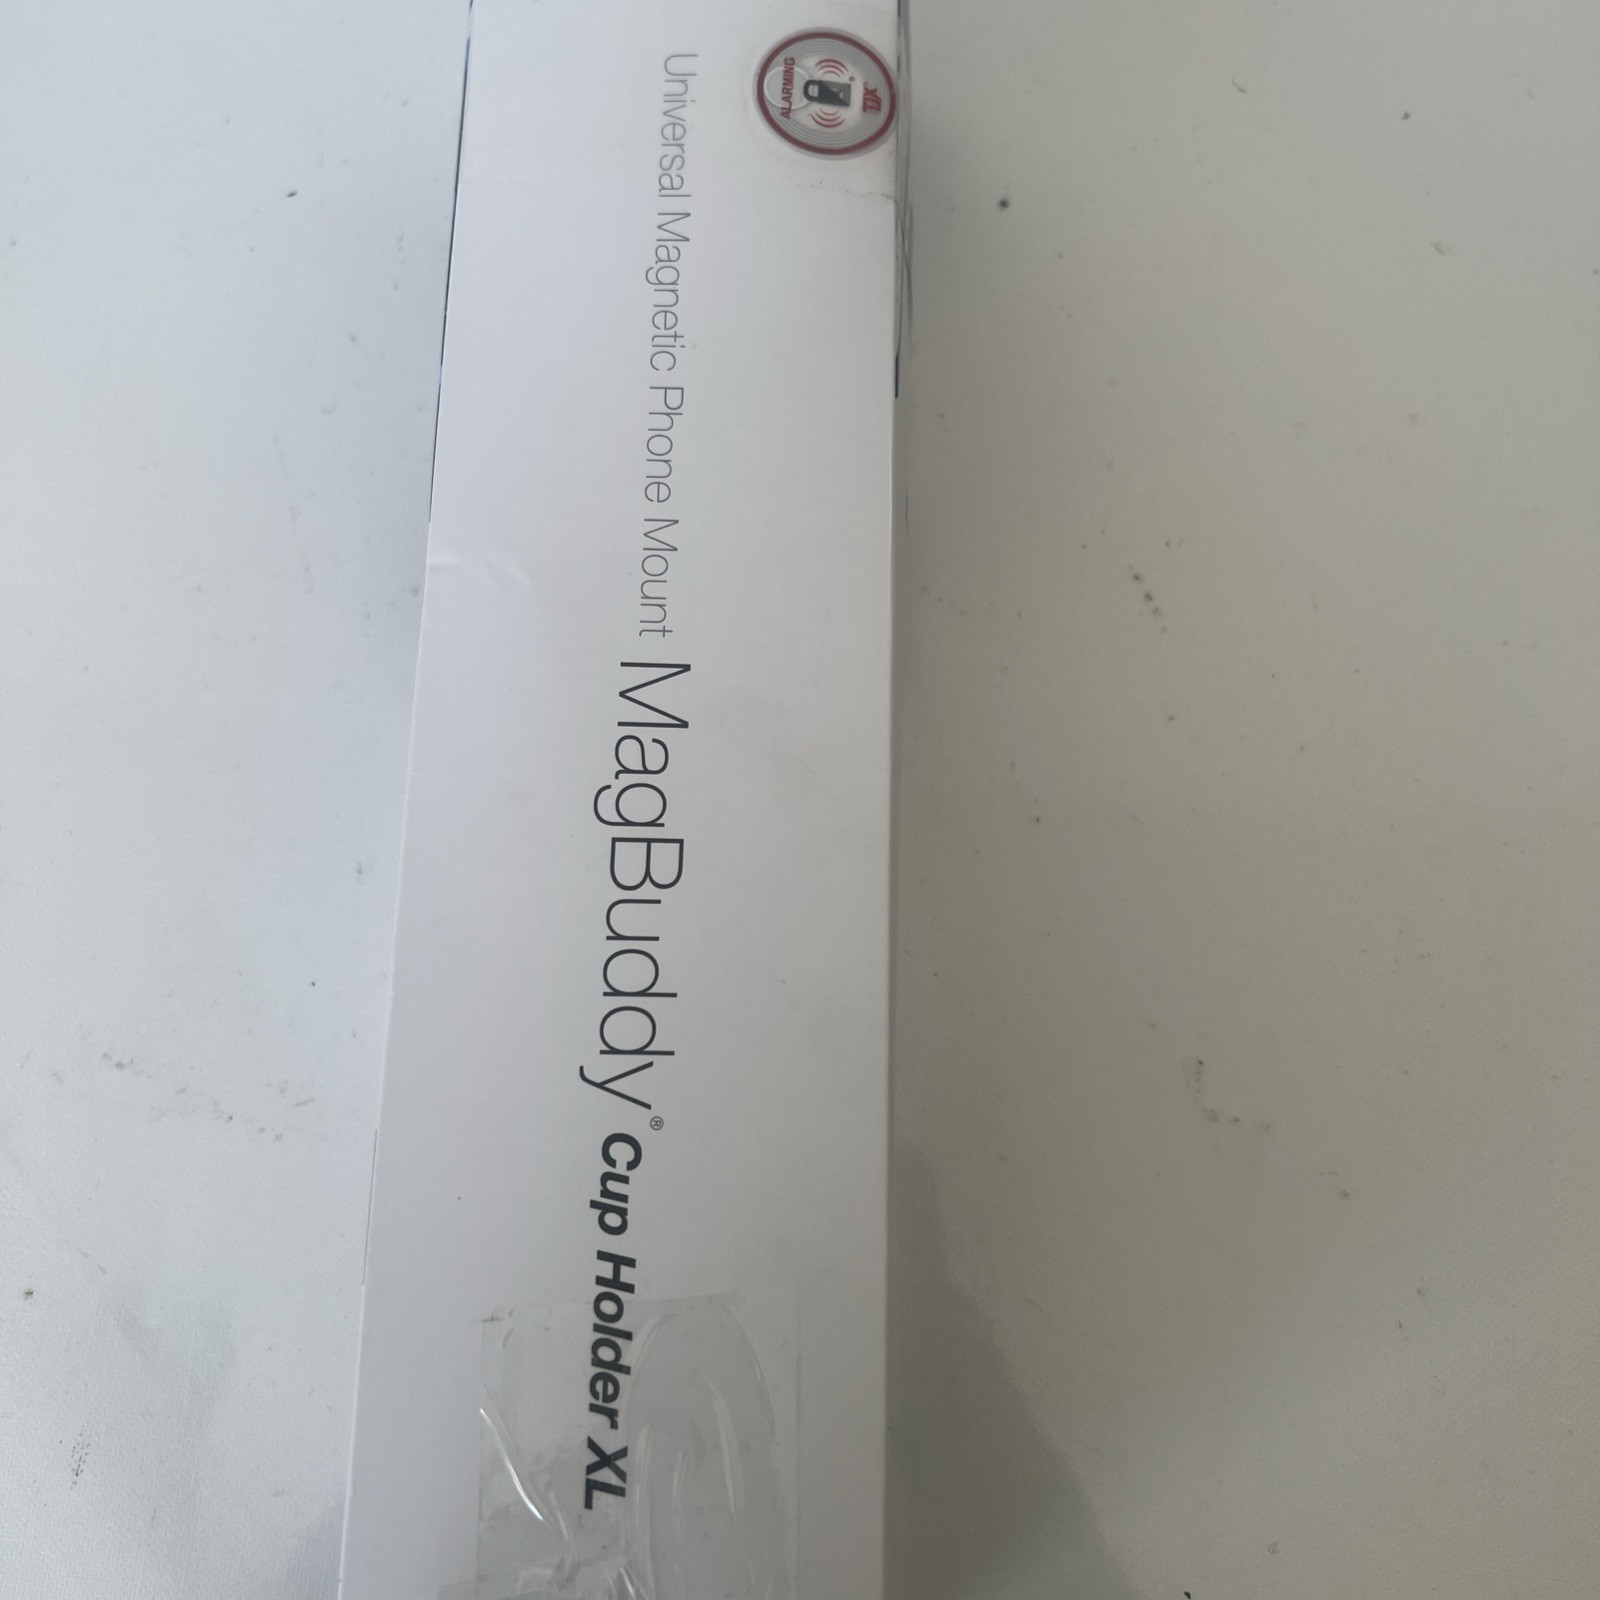 ALARMING
Universal Magnetic Phone Mount MagBuddy® Cup Holder XL